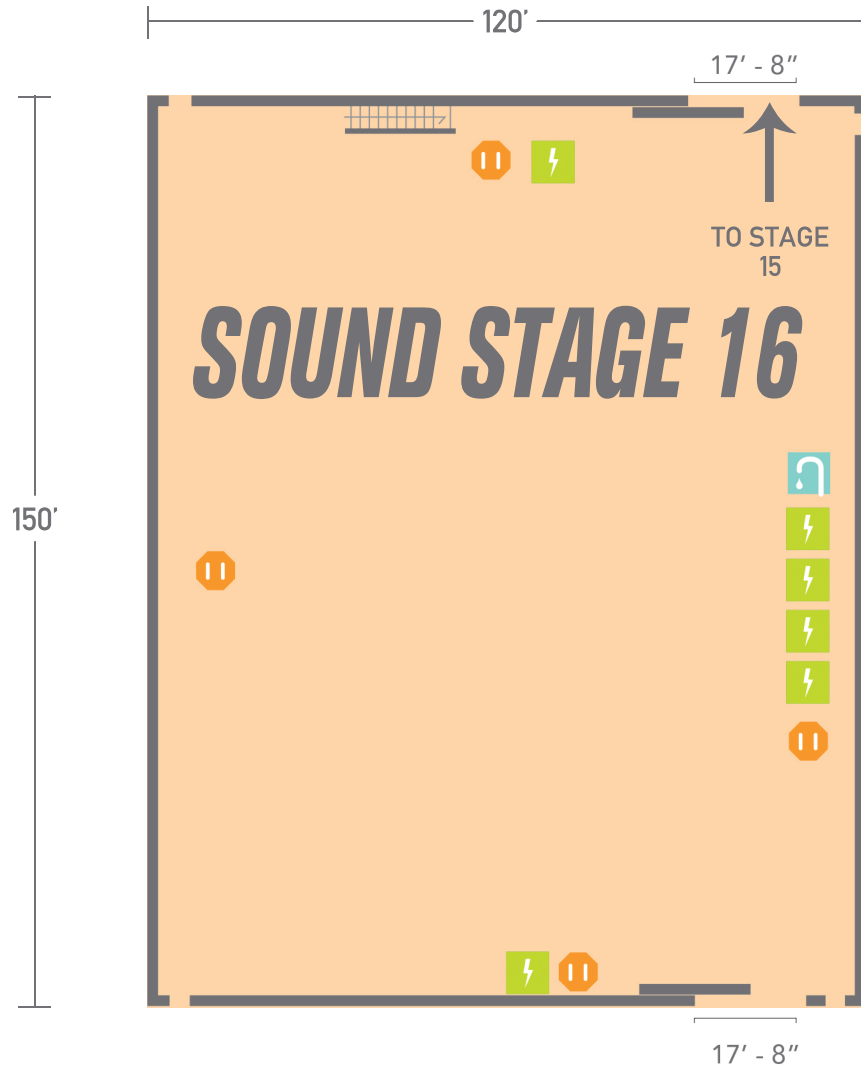 120’
17’ - 8”
TO STAGE
15
SOUND STAGE 16
150’
17’ - 8”